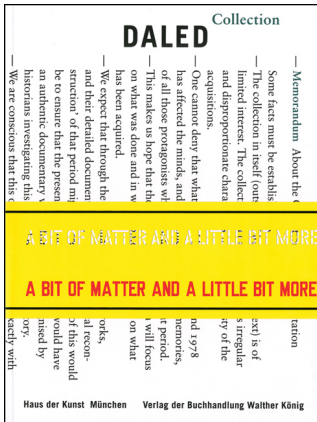 Collection
DALED
— Memorandum About the C tation
Some facts must be establis
— The collection in itself (outs ext) is of
limited interest. The collect s irregular
and disproportionate chara ty of the
acquisitions.
— One cannot deny that what nd 1978
has affected the minds, and nemories,
of all those protagonists wh t period.
— This makes us hope that th n will focus
on what was done and in w on what
has been acquired.
— We expect that through the orks,
and their detailed documen al recon-
struction' of that period mi of this would
be to ensure that the presen would have
an authentic documentary v nised by
historians investigating this ory.
— We are conscious that this c xactly with
A BIT OF MATTER AND A LITTLE BIT MORE
A BIT OF MATTER AND A LITTLE BIT MORE
Haus der Kunst München Verlag der Buchhandlung Walther König